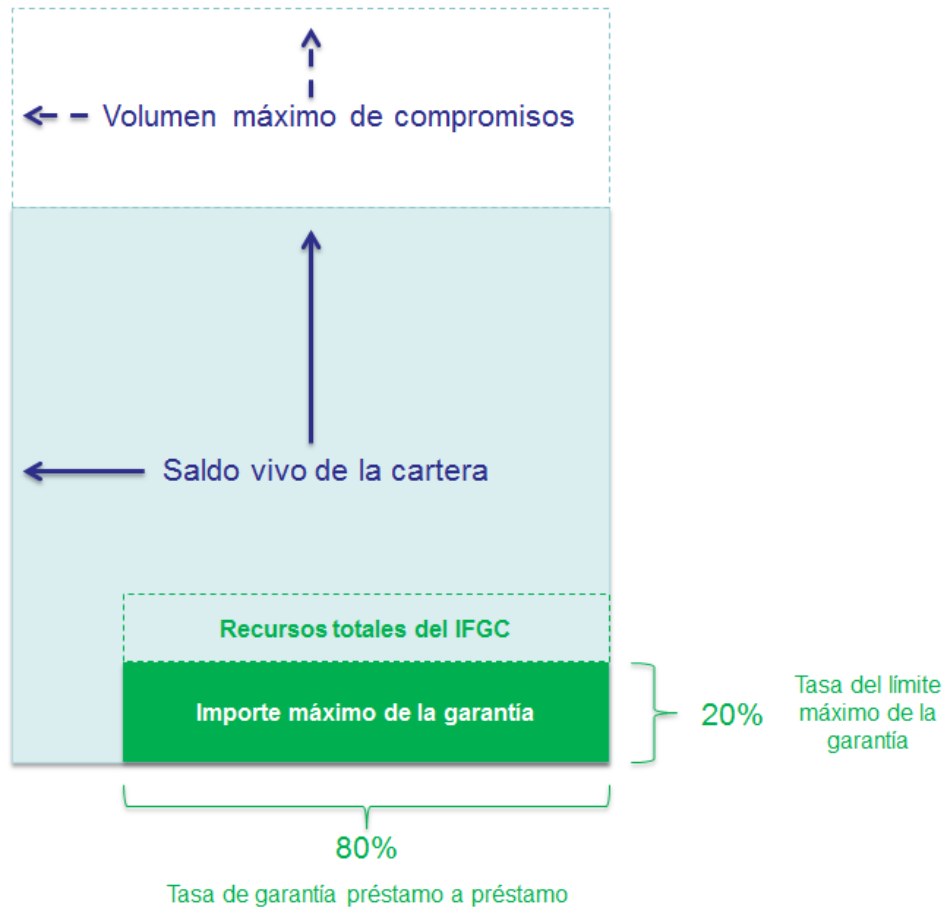 Volumen máximo de compromisos
Saldo vivo de la cartera
Recursos totales del IFGC
Importe máximo de la garantía
20%
Tasa del límite
máximo de la
garantía
80%
Tasa de garantía préstamo a préstamo